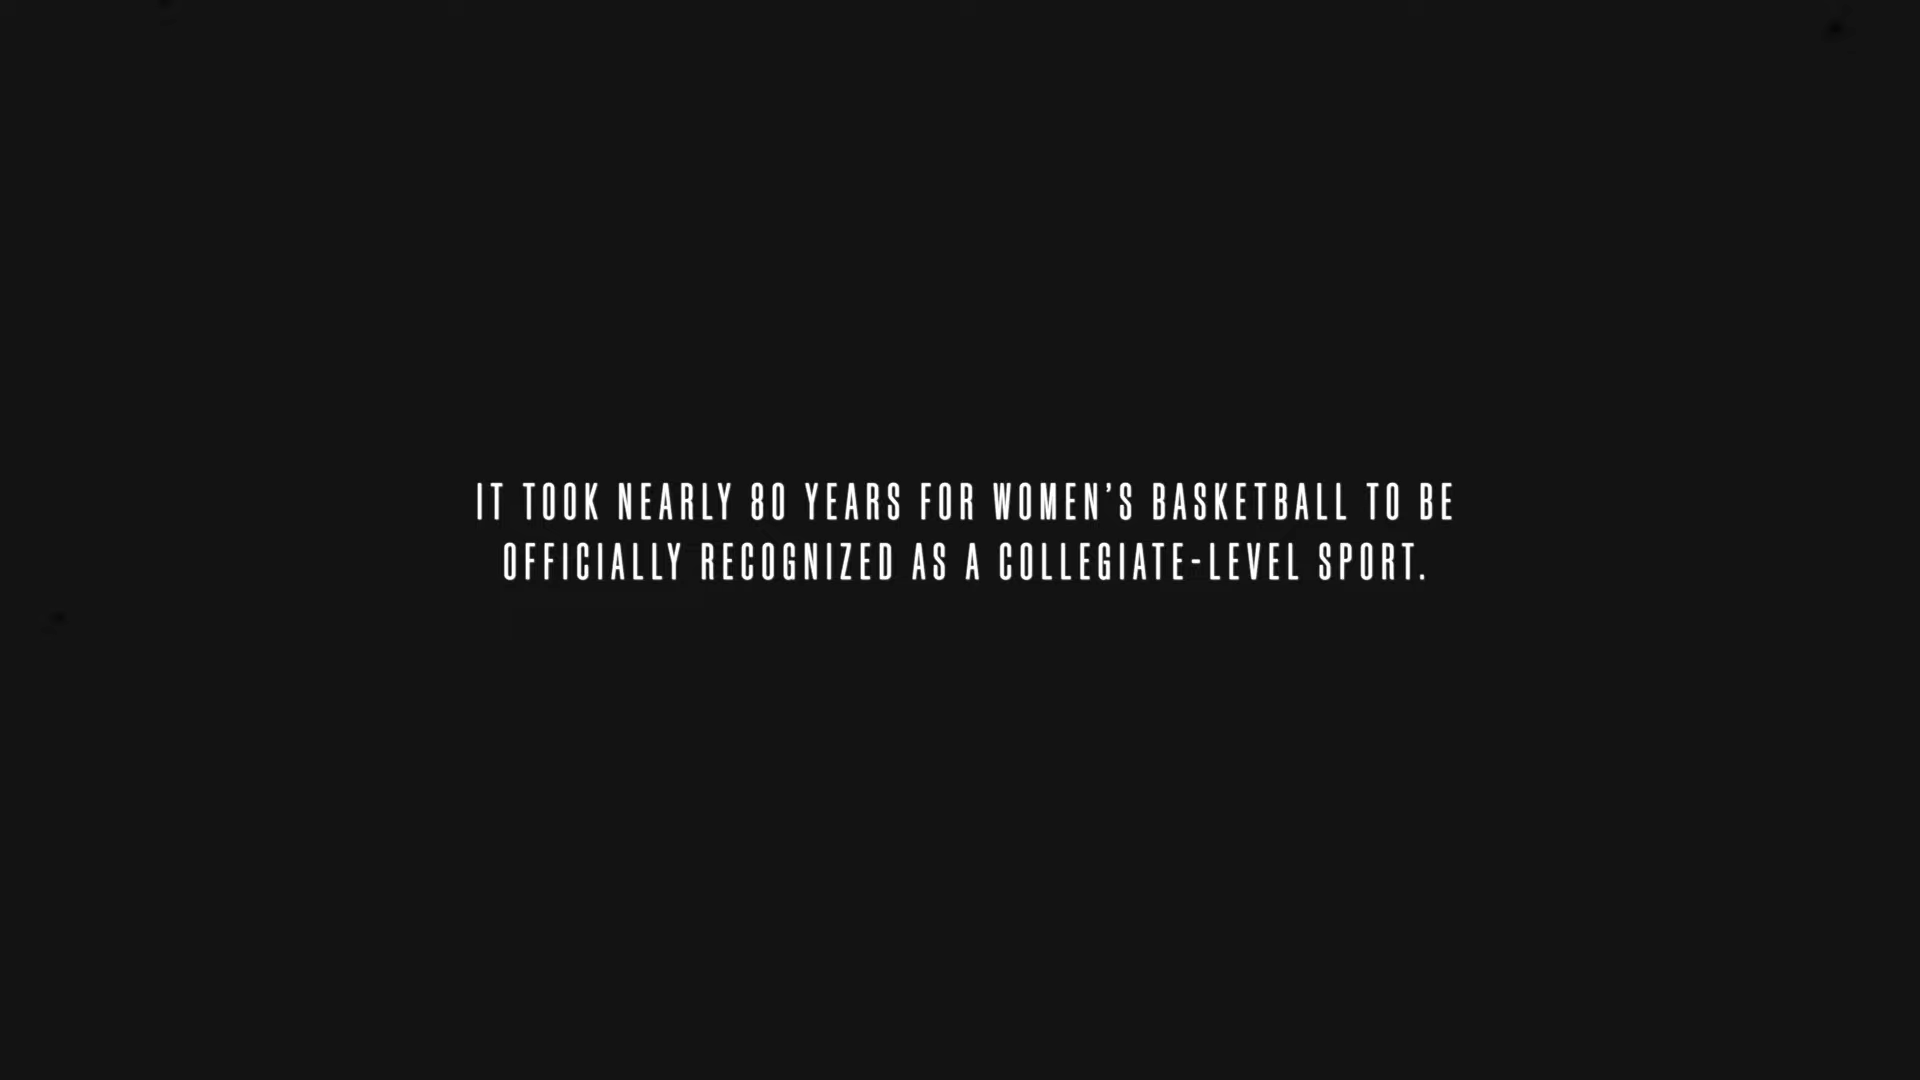 IT TOOK NEARLY 80 YEARS FOR WOMEN’S BASKETBALL TO BE
OFFICIALLY RECOGNIZED AS A COLLEGIATE-LEVEL SPORT.